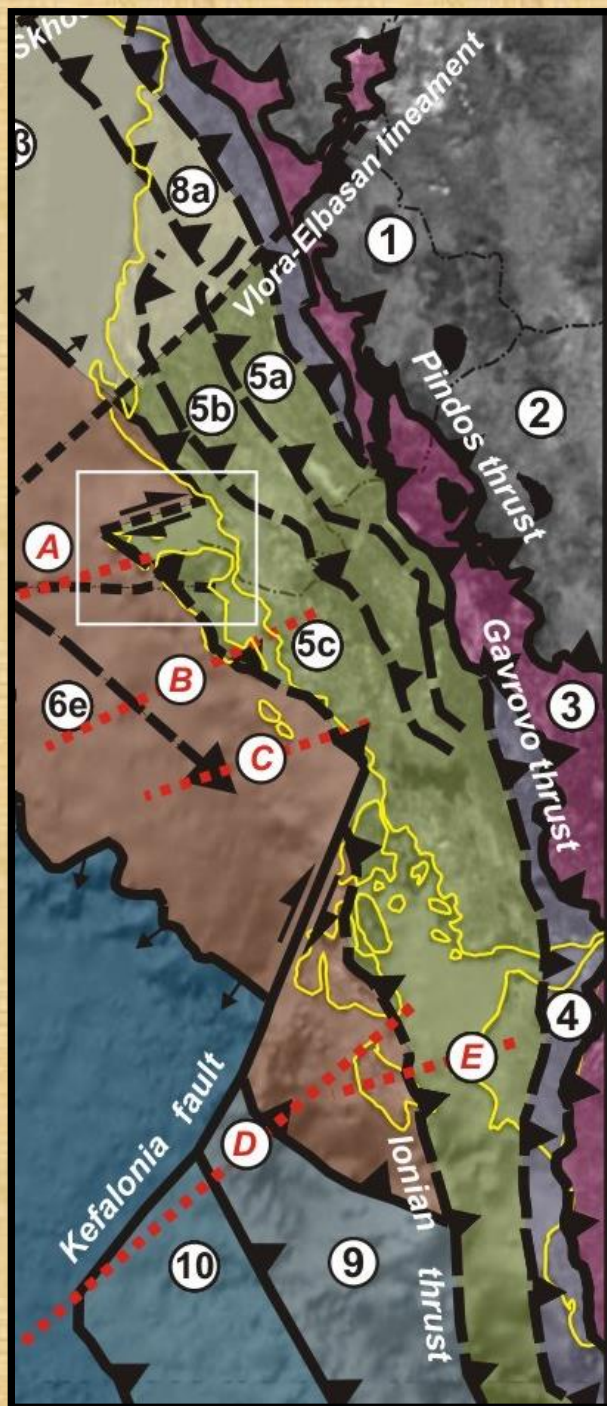 β
8a
Vlora-Elbasan lineament
1
5a
5b
Pindos thrust
2
A
5c
B
6e
Gavrovo thrust
3
C
4
E
Kefalonia fault
D
Ionian thrust
10
9